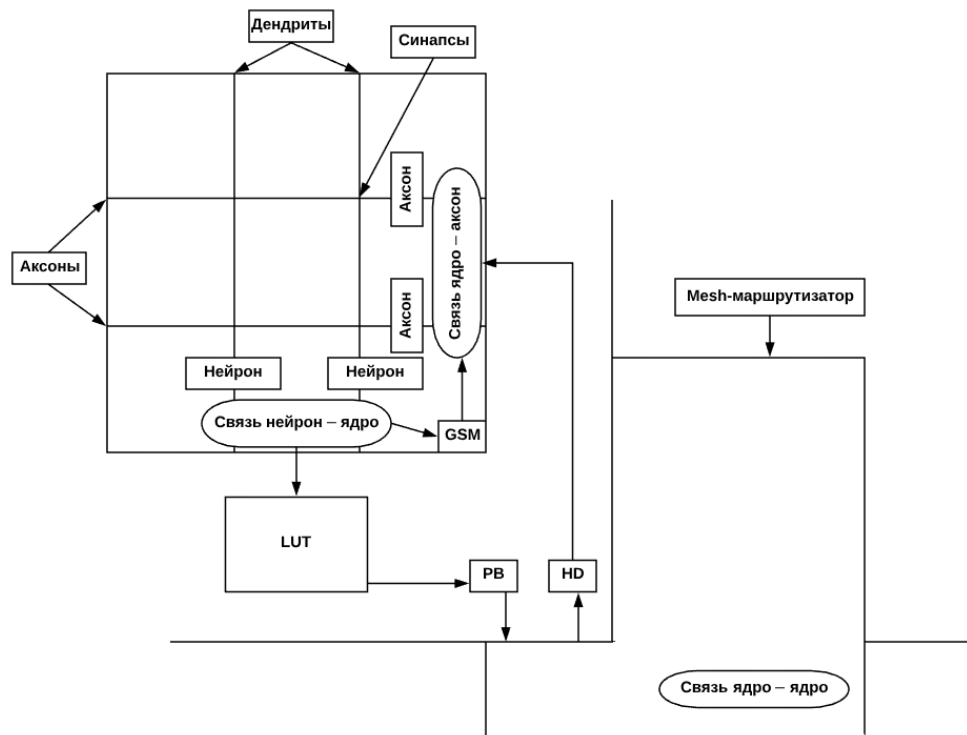 Дендриты
Синапсы
Аксон
Связь ядро – аксон
Аксоны
Mesh-маршрутизатор
Аксон
Нейрон
Нейрон
Связь нейрон – ядро
GSM
LUT
PB
HD
Связь ядро – ядро